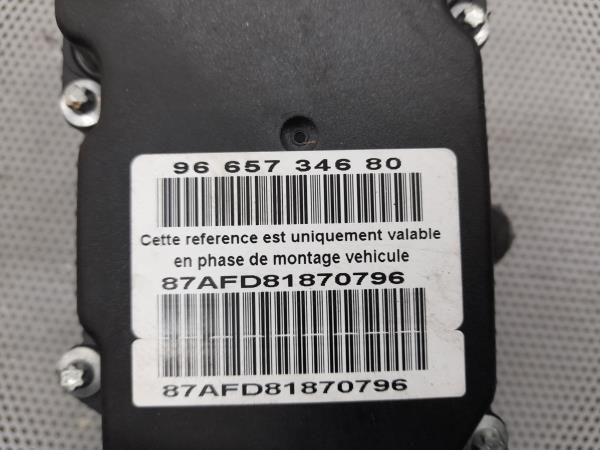 96 657 346 80
Cette reference est uniquement valable
en phase de montage vehicule
87AFD81870796
87AFD81870796